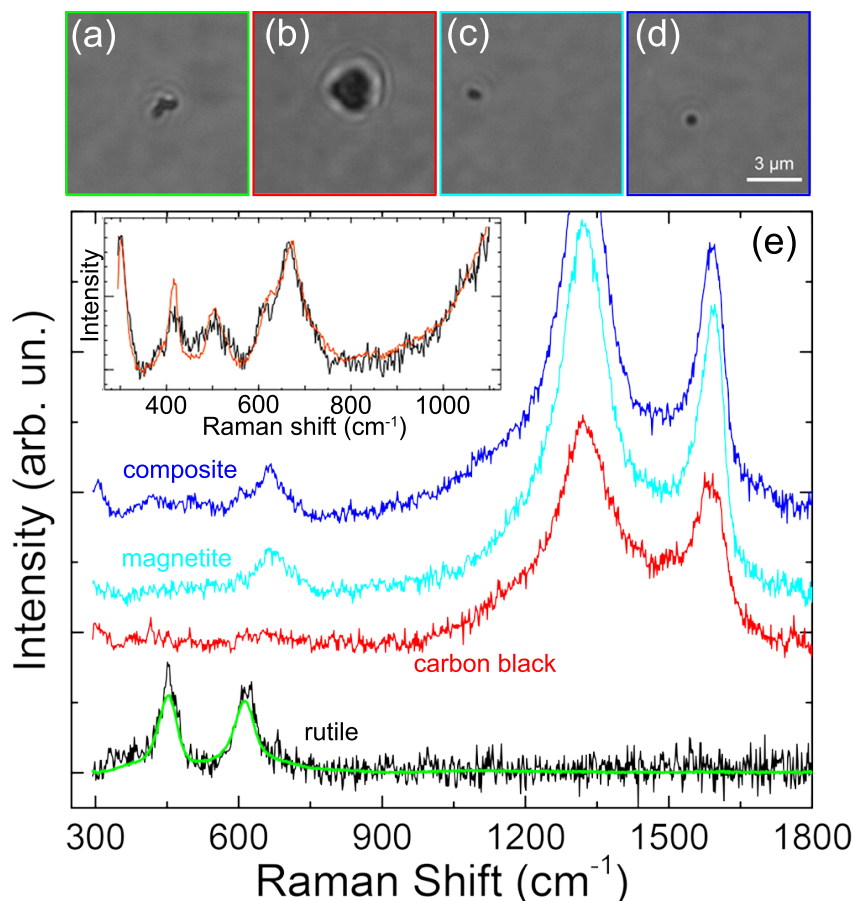 (a) (b) (c) (d)
3 μm
(e)
Intensity
400 600 800 1000
Raman shift (cm-1)
composite
magnetite
carbon black
rutile
Intensity (arb. un.)
300 600 900 1200 1500 1800
Raman Shift (cm-1)